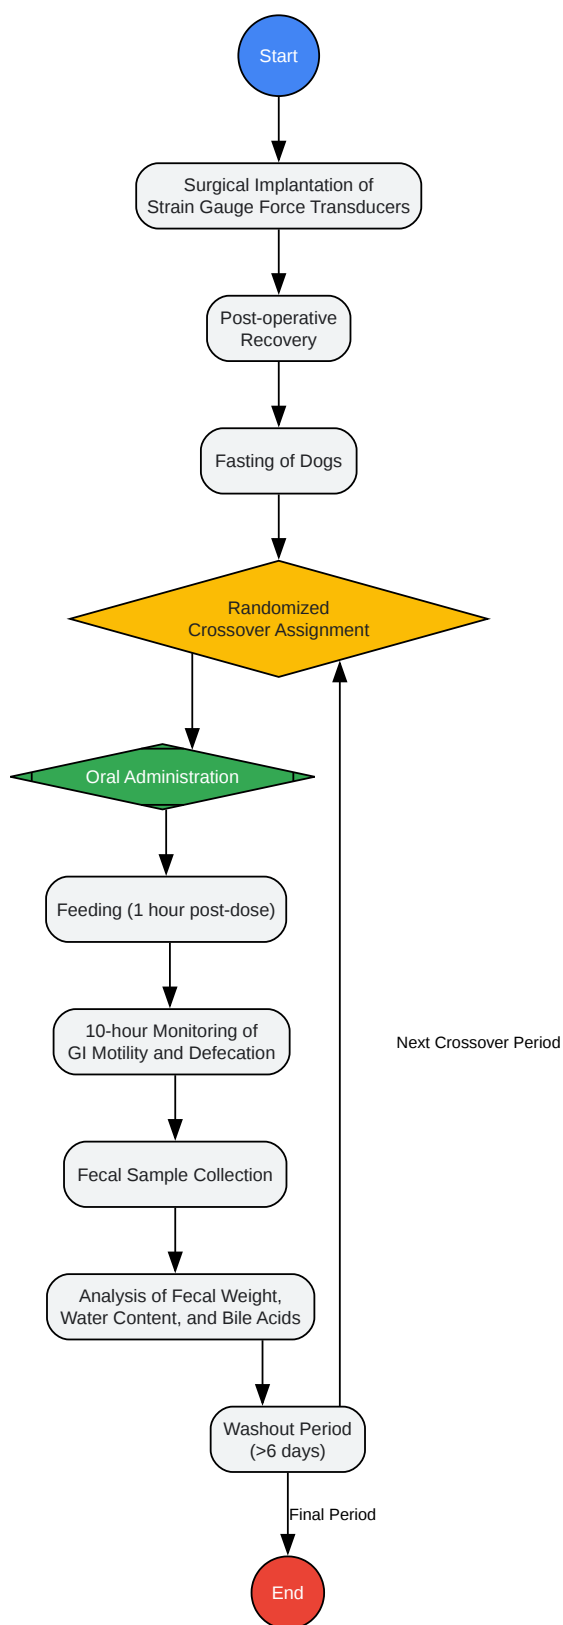 Start
Surgical Implantation of
Strain Gauge Force Transducers
Post-operative
Recovery
Fasting of Dogs
Randomized
Crossover Assignment
Oral Administration
Feeding (1 hour post-dose)
10-hour Monitoring of
GI Motility and Defecation
Next Crossover Period
Fecal Sample Collection
Analysis of Fecal Weight,
Water Content, and Bile Acids
Washout Period
(>6 days)
Final Period
End